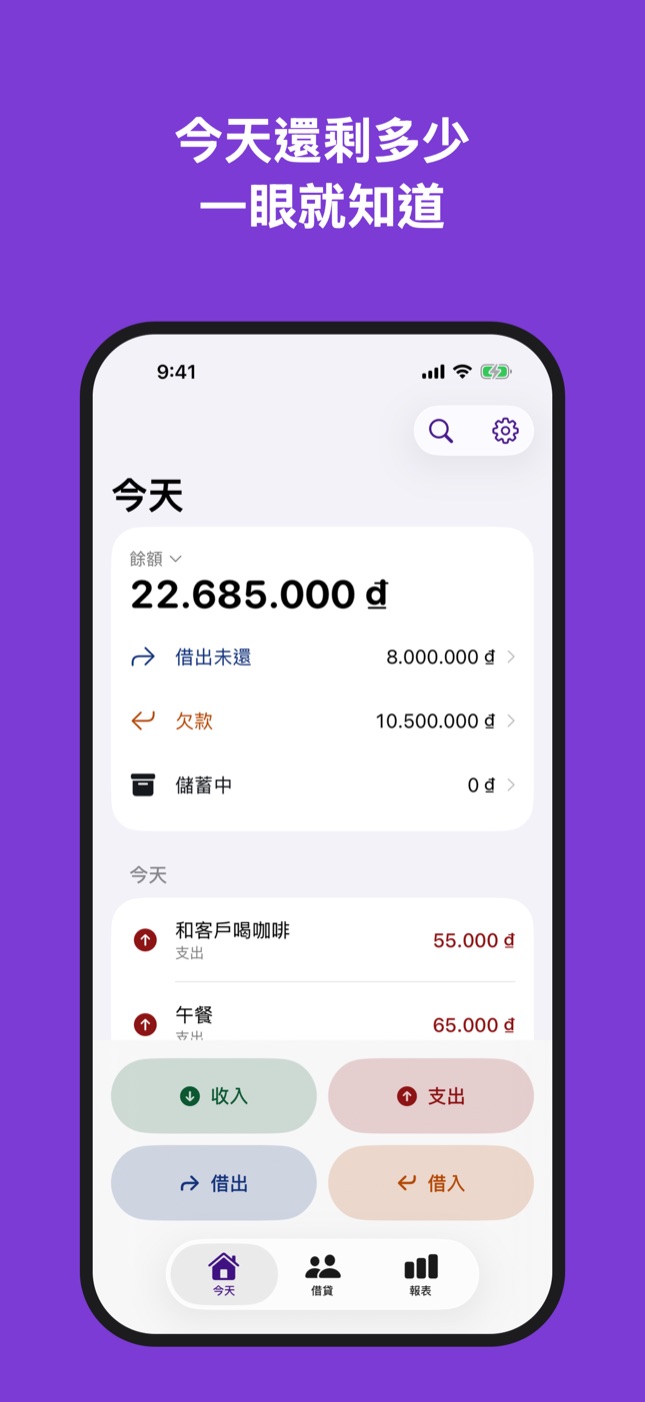 今天還剩多少
一眼就知道
9:41
今天
餘額
22.685.000 ₫
借出未還 8.000.000 ₫
欠款 10.500.000 ₫
儲蓄中 0 ₫
今天
和客戶喝咖啡
支出
55.000 ₫
午餐
支出
65.000 ₫
收入 支出
借出 借入
今天 借貸 報表